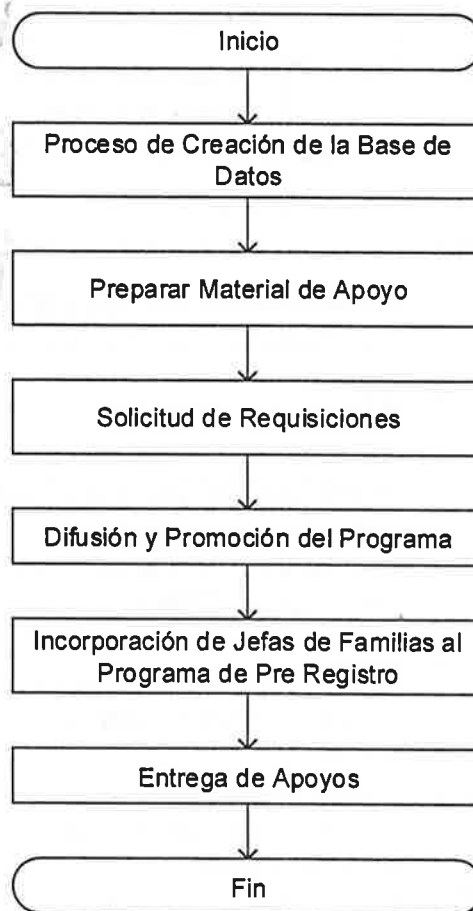 Inicio
Proceso de Creación de la Base de
Datos
Preparar Material de Apoyo
Solicitud de Requisiciones
Difusión y Promoción del Programa
Incorporación de Jefas de Familias al
Programa de Pre Registro
Entrega de Apoyos
Fin